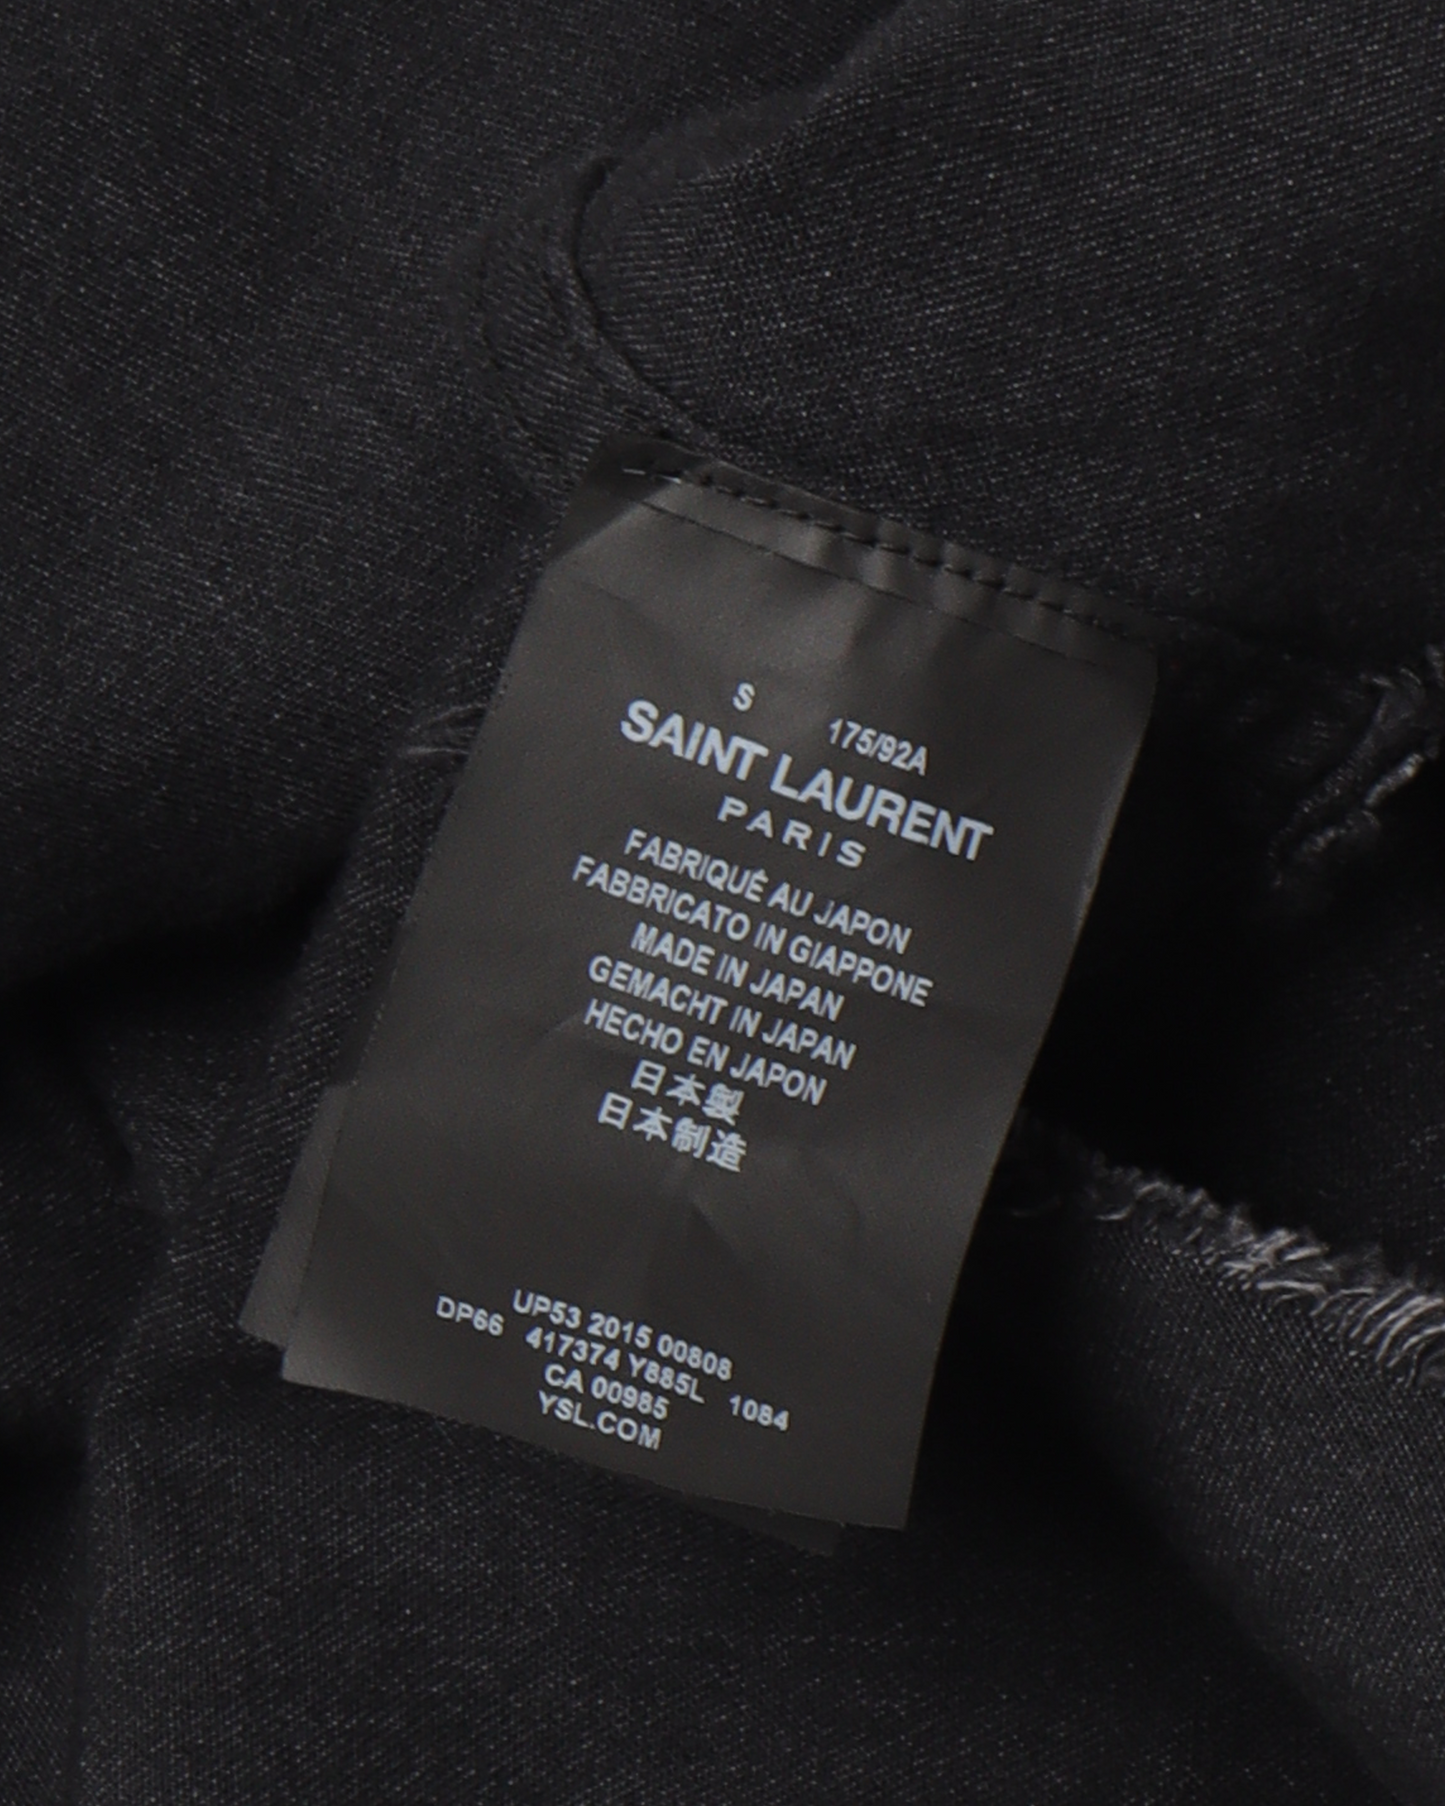 S 175/92A
SAINT LAURENT
PARIS
FABRIQUÉ AU JAPON
FABBRICATO IN GIAPPONE
MADE IN JAPAN
GEMACHT IN JAPAN
HECHO EN JAPON
日本製
日本制造
UP53 2015 00808
DP66 417374 Y885L 1084
CA 00985
YSL.COM